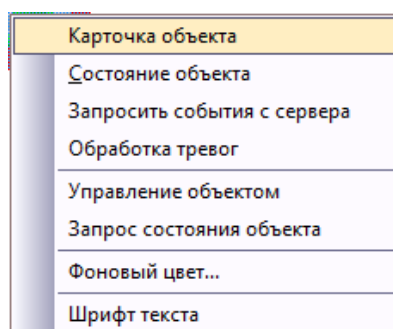 Карточка объекта
Состояние объекта
Запросить события с сервера
Обработка тревог
Управление объектом
Запрос состояния объекта
Фоновый цвет...
Шрифт текста